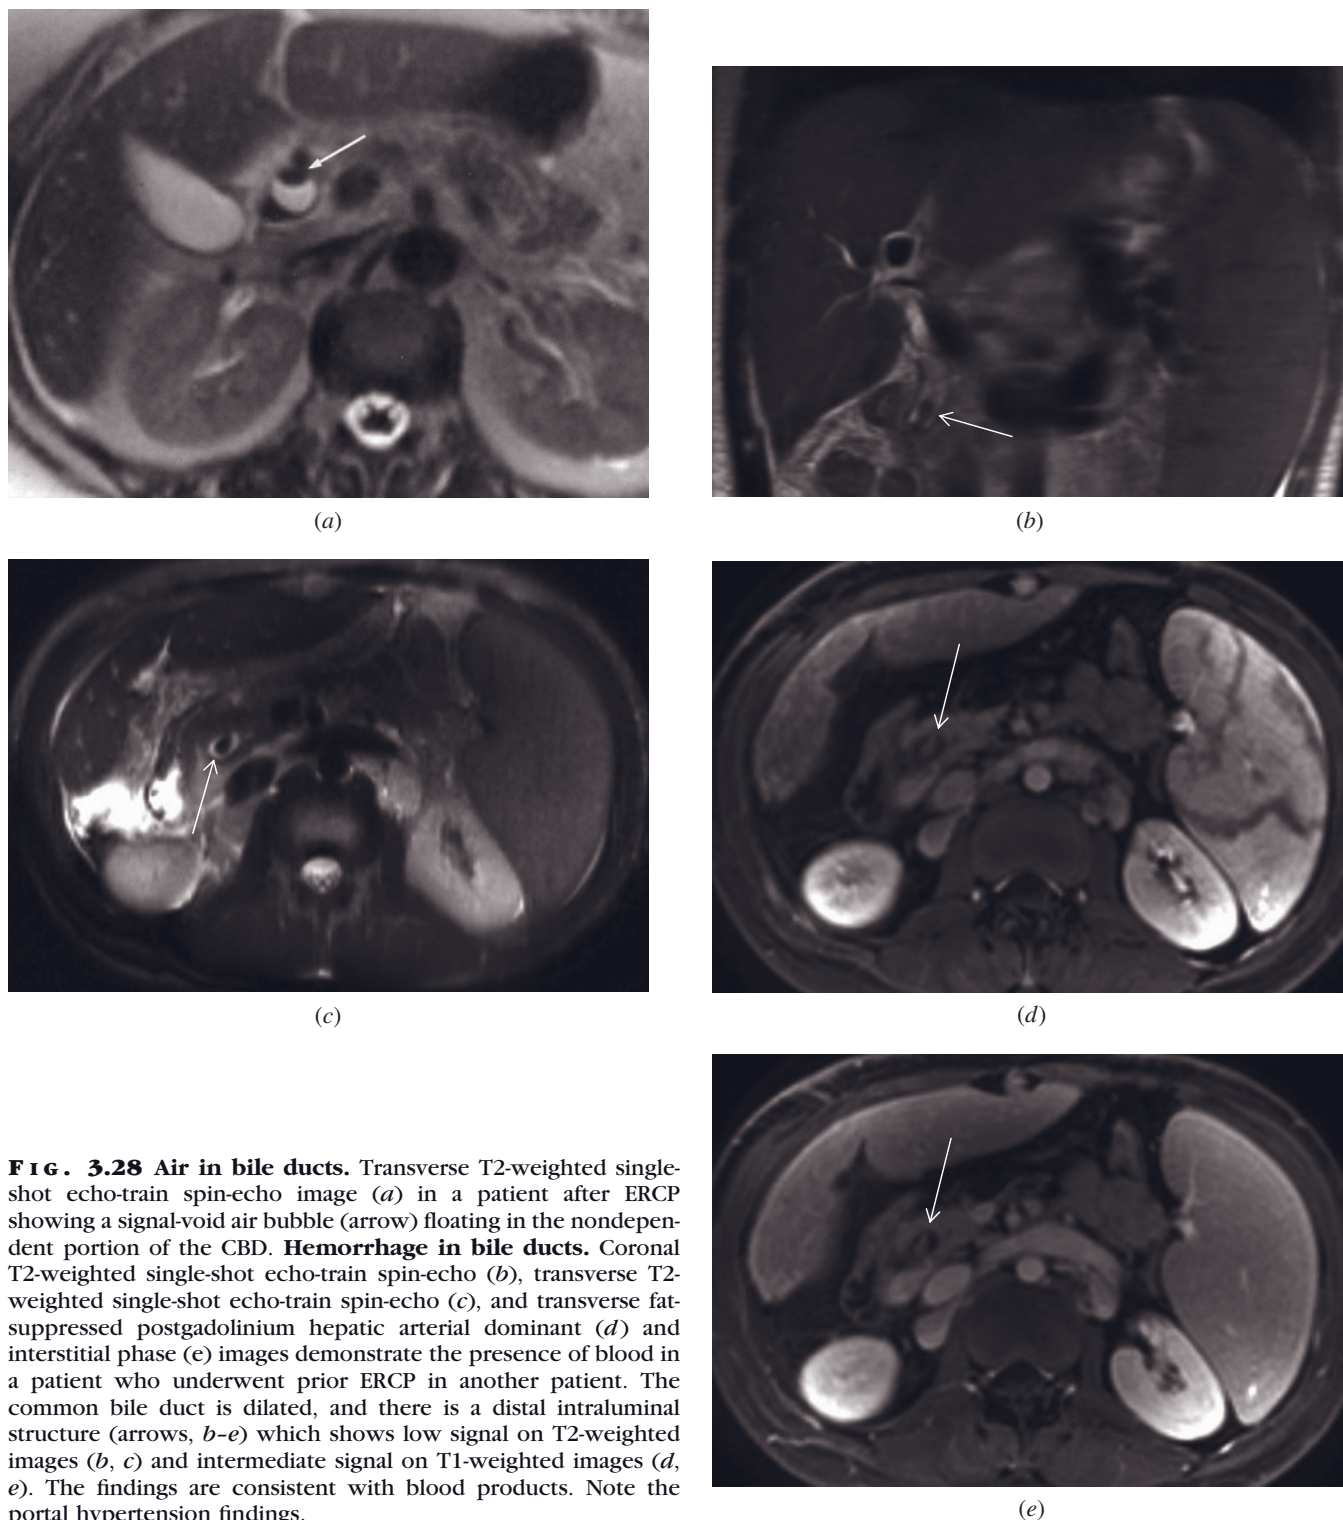 (a)
(b)
(c)
(d)
(e)
FIG. 3.28 Air in bile ducts. Transverse T2-weighted single-
shot echo-train spin-echo image (a) in a patient after ERCP
showing a signal-void air bubble (arrow) floating in the nondepen-
dent portion of the CBD. Hemorrhage in bile ducts. Coronal
T2-weighted single-shot echo-train spin-echo (b), transverse T2-
weighted single-shot echo-train spin-echo (c), and transverse fat-
suppressed postgadolinium hepatic arterial dominant (d) and
interstitial phase (e) images demonstrate the presence of blood in
a patient who underwent prior ERCP in another patient. The
common bile duct is dilated, and there is a distal intraluminal
structure (arrows, b–e) which shows low signal on T2-weighted
images (b, c) and intermediate signal on T1-weighted images (d,
e). The findings are consistent with blood products. Note the
portal hypertension findings.